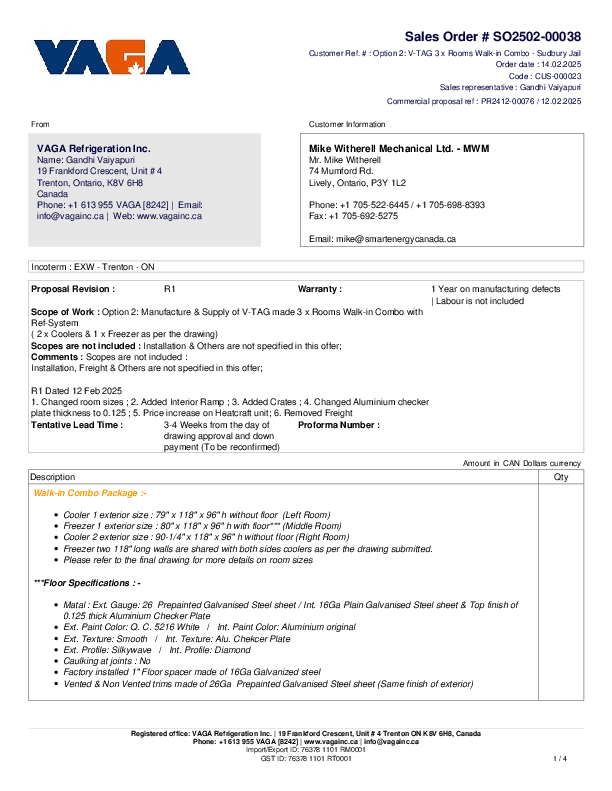 VAGA
Sales Order # SO2502-00038
Customer Ref. # : Option 2: V-TAG 3 x Rooms Walk-in Combo - Sudbury Jail
Order date : 14.02.2025
Code : CUS-000023
Sales representative : Gandhi Vaiyapuri
Commercial proposal ref : PR2412-00076 / 12.02.2025
From
VAGA Refrigeration Inc.
Name: Gandhi Vaiyapuri
19 Frankford Crescent, Unit # 4
Trenton, Ontario, K8V 6H8
Canada
Phone: +1 613 955 VAGA [8242] | Email:
info@vagainc.ca | Web: www.vagainc.ca
Customer Information
Mike Witherell Mechanical Ltd. - MWM
Mr. Mike Witherell
74 Mumford Rd.
Lively, Ontario, P3Y 1L2
Phone: +1 705-522-6445 / +1 705-698-8393
Fax: +1 705-692-5275
Email: mike@smartenergycanada.ca
Incoterm : EXW - Trenton - ON
Proposal Revision : R1 Warranty : 1 Year on manufacturing defects
| Labour is not included
Scope of Work : Option 2: Manufacture & Supply of V-TAG made 3 x Rooms Walk-in Combo with
Ref-System
( 2 x Coolers & 1 x Freezer as per the drawing)
Scopes are not included : Installation & Others are not specified in this offer;
Comments : Scopes are not included :
Installation, Freight & Others are not specified in this offer;
R1 Dated 12 Feb 2025
1. Changed room sizes ; 2. Added Interior Ramp ; 3. Added Crates ; 4. Changed Aluminium checker
plate thickness to 0.125 ; 5. Price increase on Heatcraft unit; 6. Removed Freight
Tentative Lead Time : 3-4 Weeks from the day of Proforma Number :
drawing approval and down
payment (To be reconfirmed)
Amount in CAN Dollars currency
Description Qty
Walk-in Combo Package :-
• Cooler 1 exterior size : 79" x 118" x 96" h without floor (Left Room)
• Freezer 1 exterior size : 80" x 118" x 96" h with floor*** (Middle Room)
• Cooler 2 exterior size : 90-1/4" x 118" x 96" h without floor (Right Room)
• Freezer two 118" long walls are shared with both sides coolers as per the drawing submitted.
• Please refer to the final drawing for more details on room sizes
***Floor Specifications : -
• Matal : Ext. Gauge: 26 Prepainted Galvanised Steel sheet / Int. 16Ga Plain Galvanised Steel sheet & Top finish of
0.125 thick Aluminium Checker Plate
• Ext. Paint Color: Q. C. 5216 White / Int. Paint Color: Aluminium original
• Ext. Texture: Smooth / Int. Texture: Alu. Chekcer Plate
• Ext. Profile: Silkywave / Int. Profile: Diamond
• Caulking at joints : No
• Factory installed 1" Floor spacer made of 16Ga Galvanized steel
• Vented & Non Vented trims made of 26Ga Prepainted Galvanised Steel sheet (Same finish of exterior)
Registered office: VAGA Refrigeration Inc. | 19 Frankford Crescent, Unit # 4 Trenton ON K8V 6H8, Canada
Phone: +1 613 955 VAGA [8242] | www.vagainc.ca | info@vagainc.ca
Import/Export ID: 76378 1101 RM0001
GST ID: 76378 1101 RT0001
1 / 4